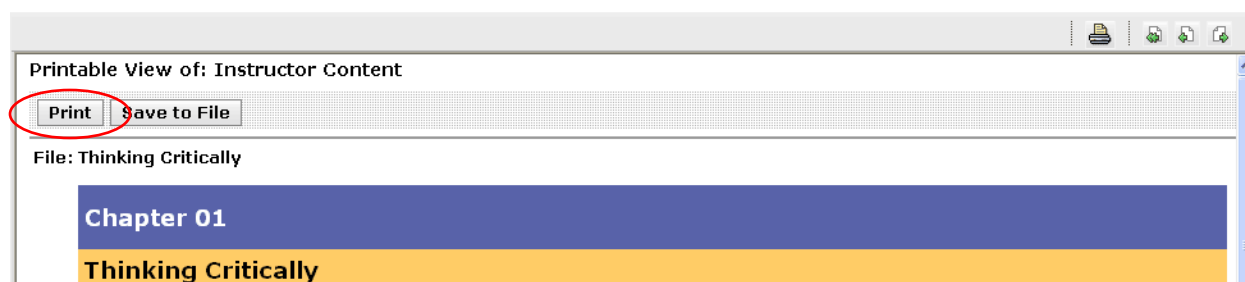 Printable View of: Instructor Content
Print Save to File
File: Thinking Critically
Chapter 01
Thinking Critically